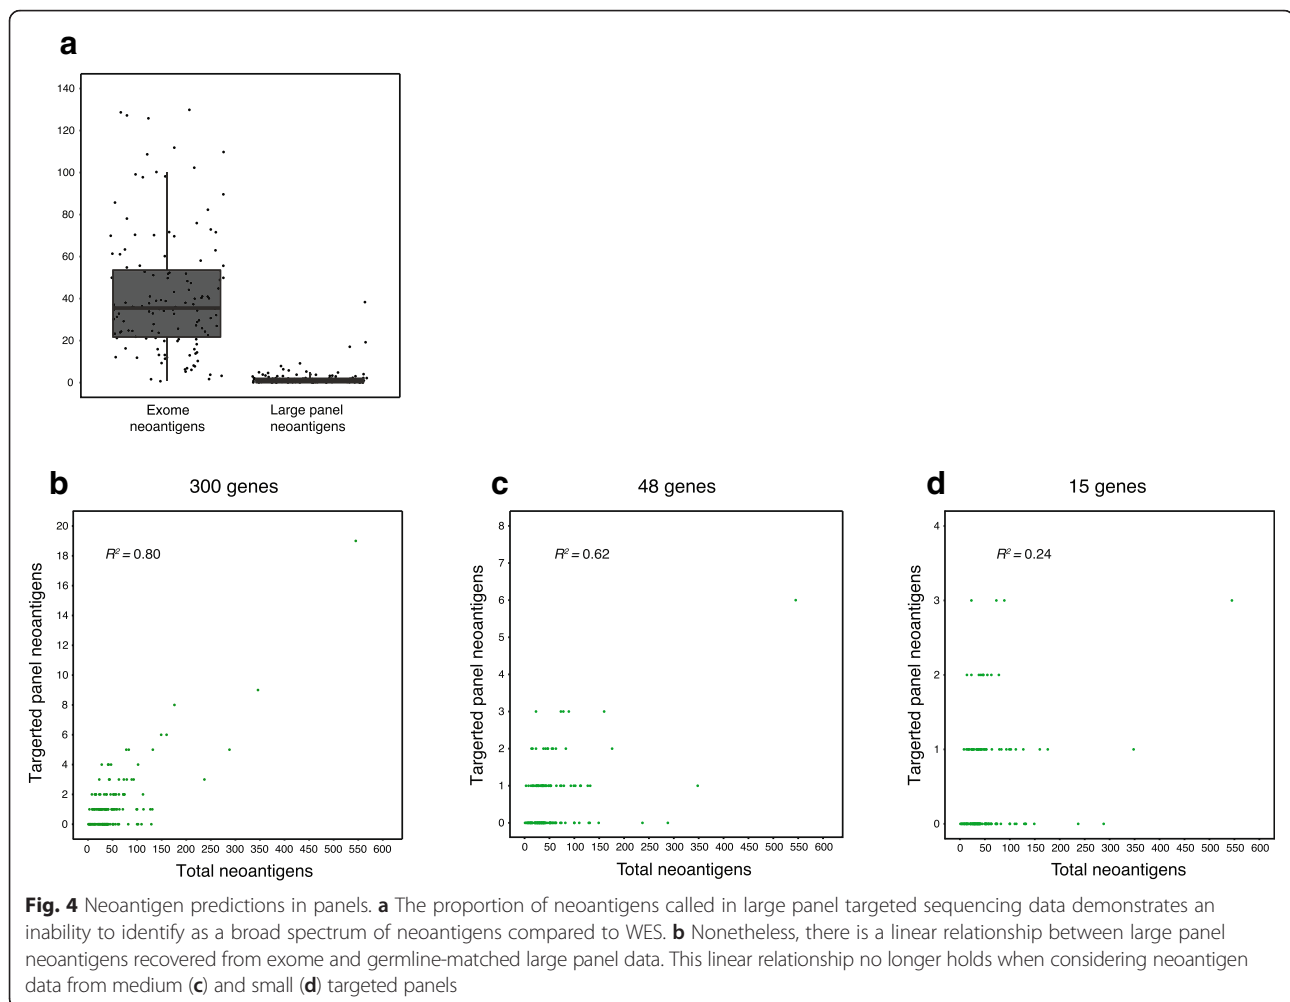 a
140
120
100
80
60
40
20
0
Exome
neoantigens
Large panel
neoantigens
b
300 genes
R² = 0.80
Targerted panel neoantigens
20
18
16
14
12
10
8
6
4
2
0
0 50 100 150 200 250 300 350 400 450 500 550 600
Total neoantigens
c
48 genes
R² = 0.62
Targerted panel neoantigens
8
7
6
5
4
3
2
1
0
0 50 100 150 200 250 300 350 400 450 500 550 600
Total neoantigens
d
15 genes
R² = 0.24
Targerted panel neoantigens
4
3
2
1
0
0 50 100 150 200 250 300 350 400 450 500 550 600
Total neoantigens
Fig. 4 Neoantigen predictions in panels. a The proportion of neoantigens called in large panel targeted sequencing data demonstrates an
inability to identify as a broad spectrum of neoantigens compared to WES. b Nonetheless, there is a linear relationship between large panel
neoantigens recovered from exome and germline-matched large panel data. This linear relationship no longer holds when considering neoantigen
data from medium (c) and small (d) targeted panels